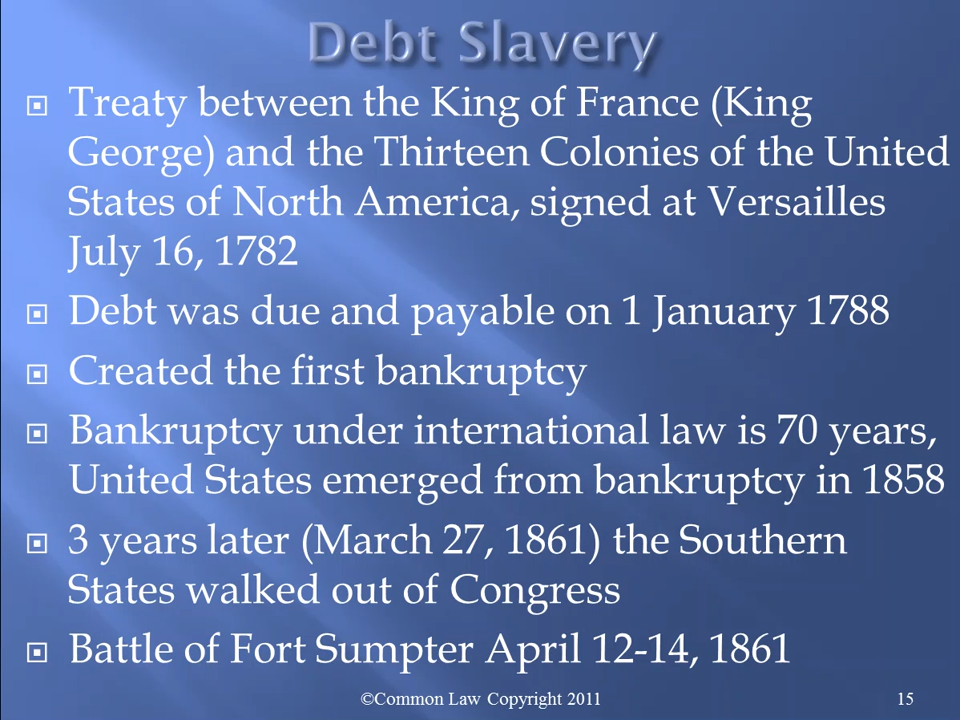 Debt Slavery
Treaty between the King of France (King
George) and the Thirteen Colonies of the United
States of North America, signed at Versailles
July 16, 1782
Debt was due and payable on 1 January 1788
Created the first bankruptcy
Bankruptcy under international law is 70 years,
United States emerged from bankruptcy in 1858
3 years later (March 27, 1861) the Southern
States walked out of Congress
Battle of Fort Sumpter April 12-14, 1861
©Common Law Copyright 2011
15